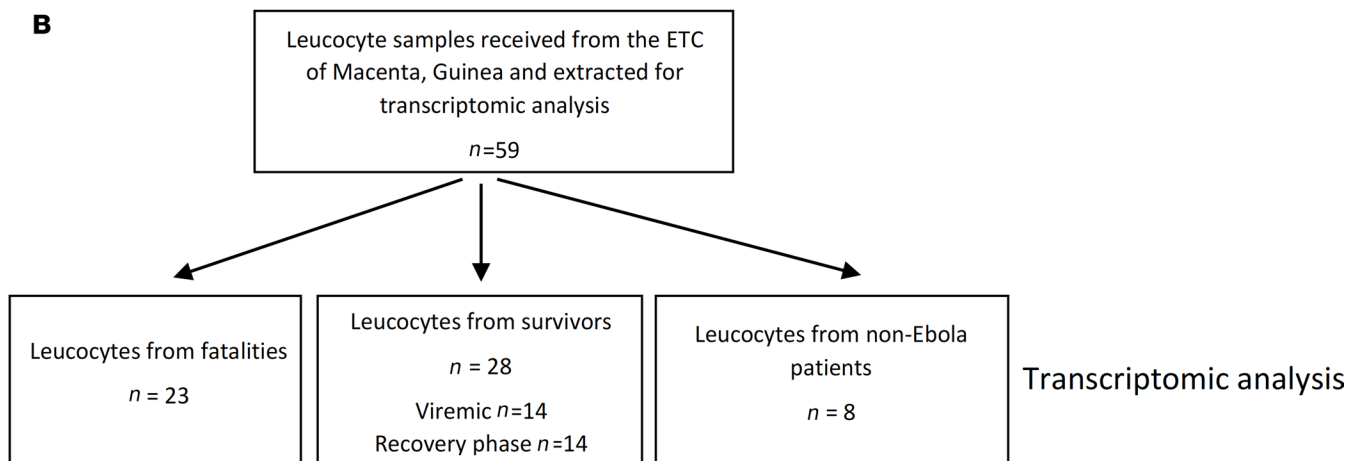 B
Leucocyte samples received from the ETC
of Macenta, Guinea and extracted for
transcriptomic analysis
n=59
Leucocytes from fatalities
n = 23
Leucocytes from survivors
n = 28
Viremic n=14
Recovery phase n=14
Leucocytes from non-Ebola
patients
n = 8
Transcriptomic analysis